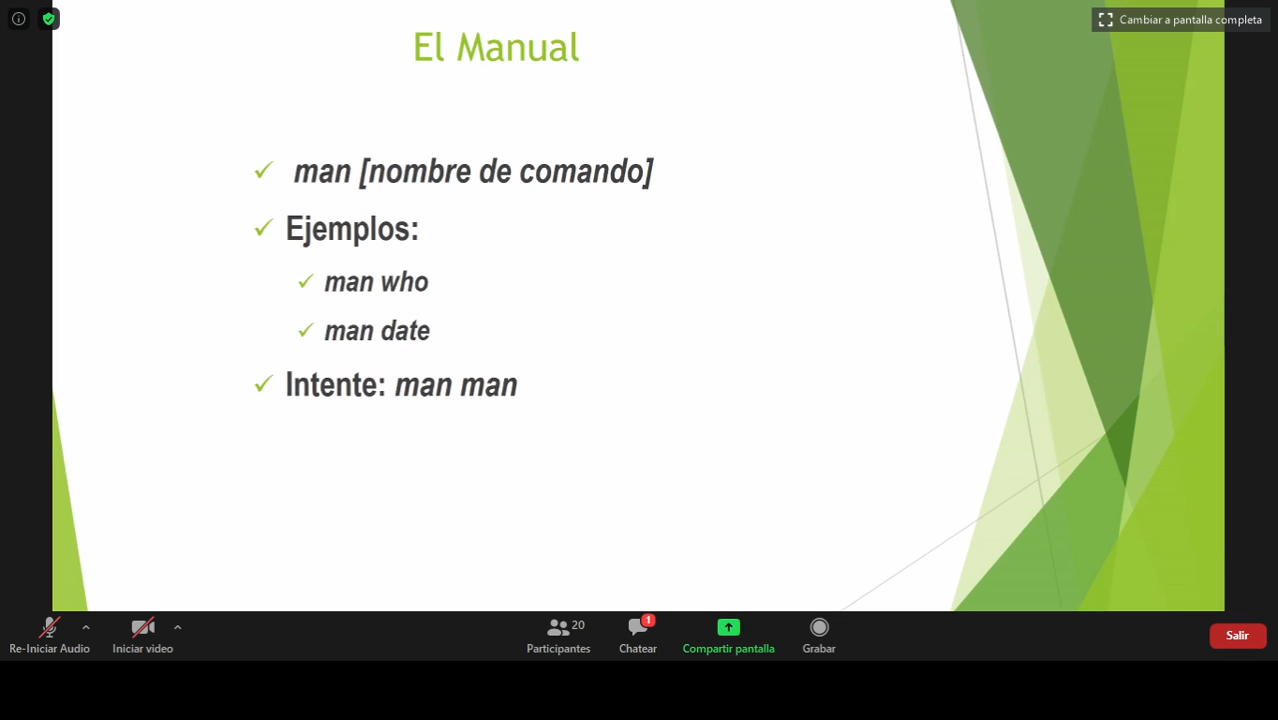 Cambiar a pantalla completa
El Manual
man [nombre de comando]
Ejemplos:
man who
man date
Intente: man man
Re-Iniciar Audio
Iniciar video
20
Participantes
1
Chatear
Compartir pantalla
Grabar
Salir